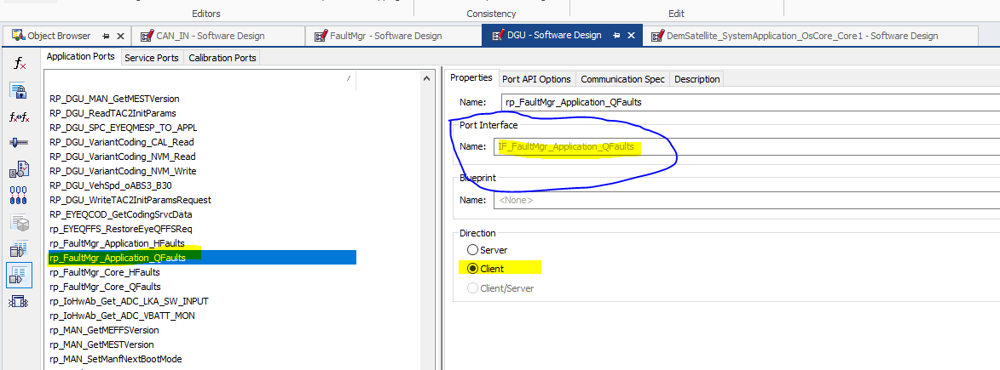 Editors
Consistency
Edit
Object Browser
CAN_IN - Software Design
FaultMgr - Software Design
DGU - Software Design
DemSatellite_SystemApplication_OsCore_Core1 - Software Design
Application Ports
Service Ports
Calibration Ports
RP_DGU_MAN_GetMESTVersion
RP_DGU_ReadTAC2InitParams
RP_DGU_SPC_EYEQMESP_TO_APPL
RP_DGU_VariantCoding_CAL_Read
RP_DGU_VariantCoding_NVM_Read
RP_DGU_VariantCoding_NVM_Write
RP_DGU_VehSpd_oABS3_B30
RP_DGU_WriteTAC2InitParamsRequest
RP_EYEQCOD_GetCodingSrvcData
rp_EYEQFFS_RestoreEyeQFFSReq
rp_FaultMgr_Application_HFaults
rp_FaultMgr_Application_QFaults
rp_FaultMgr_Core_HFaults
rp_FaultMgr_Core_QFaults
rp_IoHwAb_Get_ADC_LKA_SW_INPUT
rp_IoHwAb_Get_ADC_VBATT_MON
rp_MAN_GetMEFFSVersion
rp_MAN_GetMESTVersion
rp_MAN_SetManfNextBootMode
Properties
Port API Options
Communication Spec
Description
Name: rp_FaultMgr_Application_QFaults
Port Interface
Name: IF_FaultMgr_Application_QFaults
Blueprint
Name: <None>
Direction
Server
Client
Client/Server